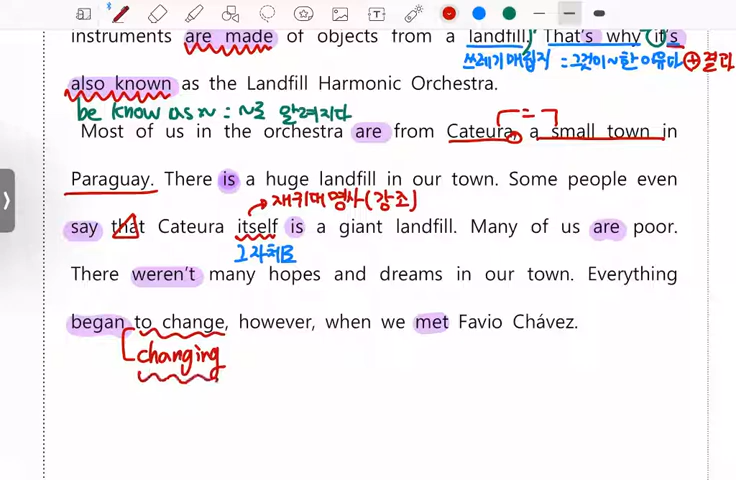 instruments are made of objects from a landfill. That's why it's
쓰레기 매립지 = 그것이 ~한 이유다 + 결과
also known as the Landfill Harmonic Orchestra.
be know as ~ = ~로 알려지다
=
Most of us in the orchestra are from Cateura, a small town in
Paraguay. There is a huge landfill in our town. Some people even
재귀대명사 (강조)
say that Cateura itself is a giant landfill. Many of us are poor.
그 자체로
There weren't many hopes and dreams in our town. Everything
began to change, however, when we met Favio Chávez.
changing